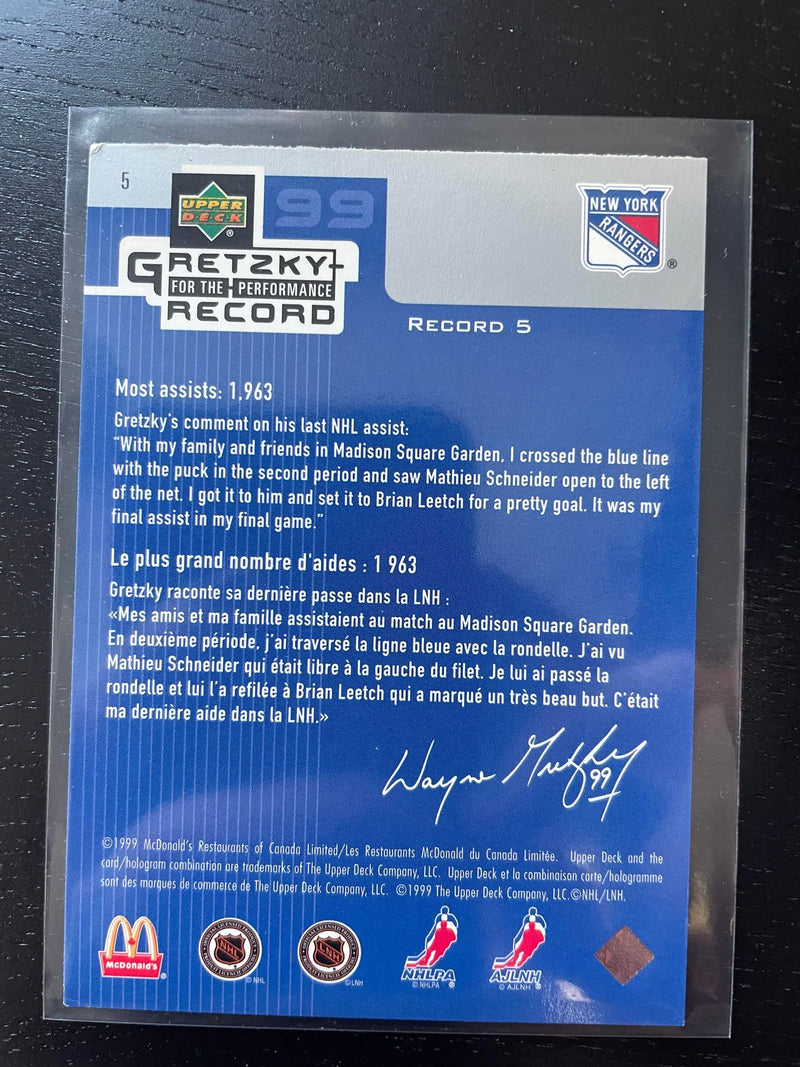 5
UPPER
D·E·C·K
®
99
GRETZKY
FOR THE PERFORMANCE
RECORD
NEW YORK
RANGERS
®
RECORD 5
Most assists: 1,963
Gretzky's comment on his last NHL assist:
"With my family and friends in Madison Square Garden, I crossed the blue line
with the puck in the second period and saw Mathieu Schneider open to the left
of the net. I got it to him and set it to Brian Leetch for a pretty goal. It was my
final assist in my final game."
Le plus grand nombre d'aides : 1 963
Gretzky raconte sa dernière passe dans la LNH :
«Mes amis et ma famille assistaient au match au Madison Square Garden.
En deuxième période, j'ai traversé la ligne bleue avec la rondelle. J'ai vu
Mathieu Schneider qui était libre à la gauche du filet. Je lui ai passé la
rondelle et lui l'a refilée à Brian Leetch qui a marqué un très beau but. C'était
ma dernière aide dans la LNH.»
Wayne Gretzky
99
©1999 McDonald's Restaurants of Canada Limited/Les Restaurants McDonald du Canada Limitée. Upper Deck and the
card/hologram combination are trademarks of The Upper Deck Company, LLC. Upper Deck et la combinaison carte/hologramme
sont des marques de commerce de The Upper Deck Company, LLC. ©1999 The Upper Deck Company, LLC.©NHL/LNH.
McDonald's ®
NHL
© NHL
LNH
© LNH
NHLPA
© NHLPA ®
AJLNH
© AJLNH ®